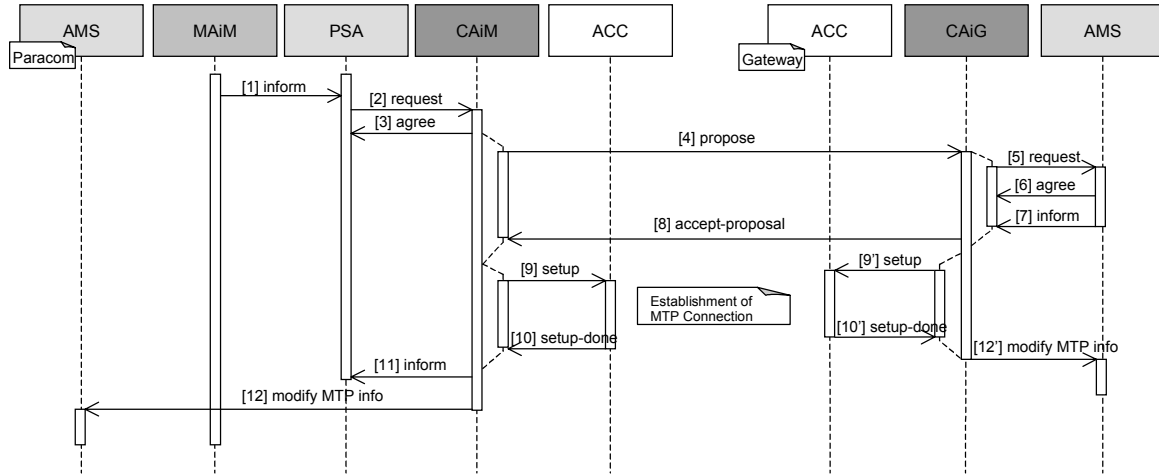 AMS
MAiM
PSA
CAiM
ACC
ACC
CAiG
AMS
Paracom
Gateway
[1] inform
[2] request
[3] agree
[4] propose
[5] request
[6] agree
[7] inform
[8] accept-proposal
[9] setup
[9'] setup
Establishment of
MTP Connection
[10] setup-done
[10'] setup-done
[11] inform
[12'] modify MTP info
[12] modify MTP info